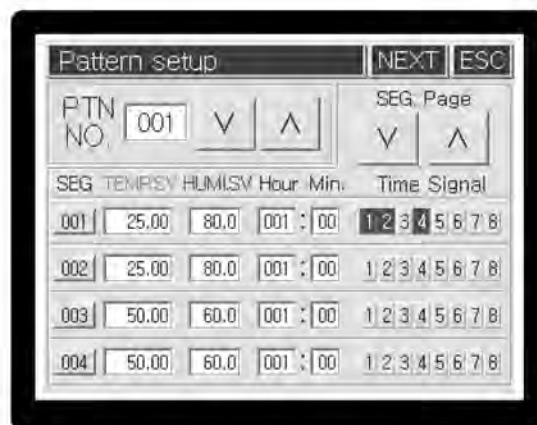 Pattern setup NEXT ESC
PTN NO. 001 V Λ
SEG. Page
V Λ
SEG TEMP.SV HUMI.SV Hour Min. Time Signal
001 25.00 80.0 001 : 00 1 2 3 4 5 6 7 8
002 25.00 80.0 001 : 00 1 2 3 4 5 6 7 8
003 50.00 60.0 001 : 00 1 2 3 4 5 6 7 8
004 50.00 60.0 001 : 00 1 2 3 4 5 6 7 8